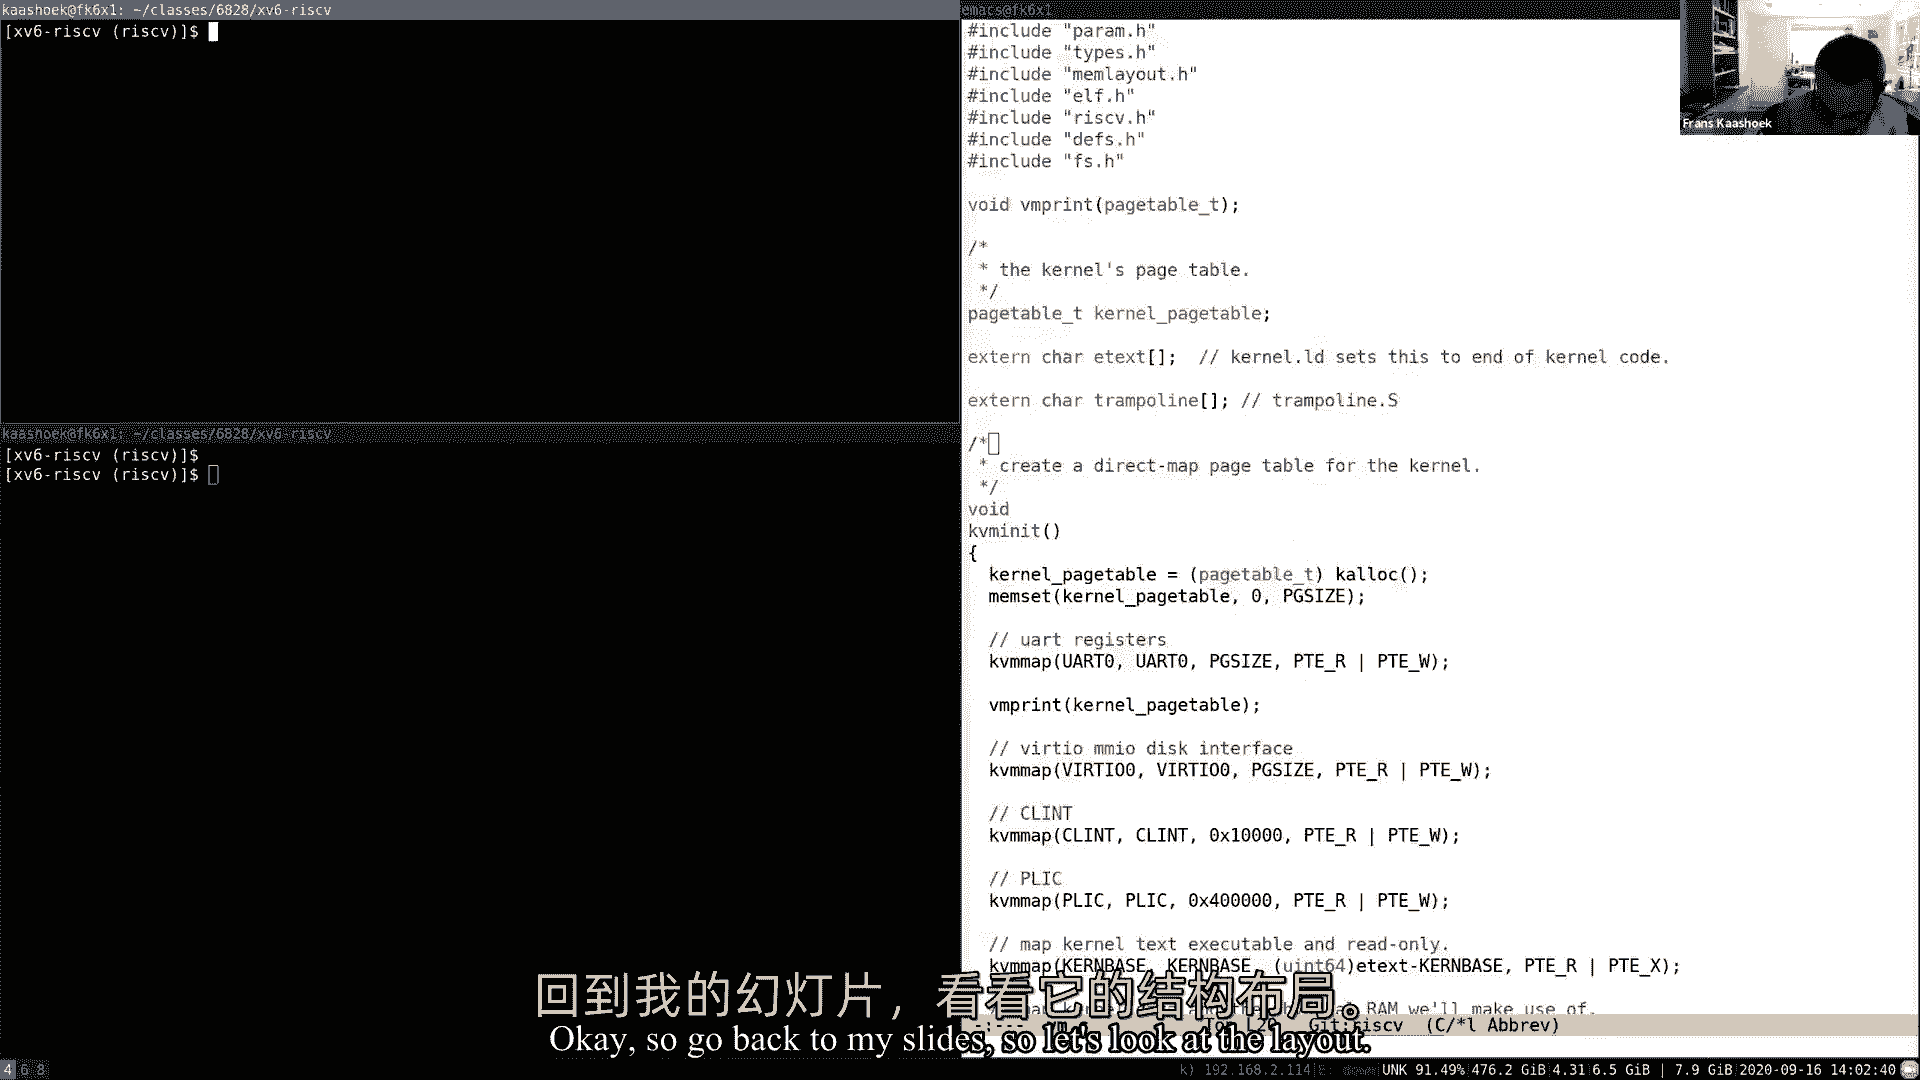 kaashoek@fk6x1: ~/classes/6828/xv6-riscv
[xv6-riscv (riscv)]$
kaashoek@fk6x1: ~/classes/6828/xv6-riscv
[xv6-riscv (riscv)]$
[xv6-riscv (riscv)]$
emacs@fk6x1
#include "param.h"
#include "types.h"
#include "memlayout.h"
#include "elf.h"
#include "riscv.h"
#include "defs.h"
#include "fs.h"
void vmprint(pagetable_t);
/*
 * the kernel's page table.
 */
pagetable_t kernel_pagetable;
extern char etext[];  // kernel.ld sets this to end of kernel code.
extern char trampoline[]; // trampoline.S
/*
 * create a direct-map page table for the kernel.
 */
void
kvminit()
{
  kernel_pagetable = (pagetable_t) kalloc();
  memset(kernel_pagetable, 0, PGSIZE);
  // uart registers
  kvmmap(UART0, UART0, PGSIZE, PTE_R | PTE_W);
  vmprint(kernel_pagetable);
  // virtio mmio disk interface
  kvmmap(VIRTIO0, VIRTIO0, PGSIZE, PTE_R | PTE_W);
  // CLINT
  kvmmap(CLINT, CLINT, 0x10000, PTE_R | PTE_W);
  // PLIC
  kvmmap(PLIC, PLIC, 0x400000, PTE_R | PTE_W);
  // map kernel text executable and read-only.
  kvmmap(KERNBASE, KERNBASE, (uint64)etext-KERNBASE, PTE_R | PTE_X);
RAM we'll make use of.
Git:riscv  (C/*l Abbrev)
Frans Kaashoek
回到我的幻灯片，看看它的结构布局。
Okay, so go back to my slides, so let's look at the layout.
4 6 8
192.168.2.114 UNK 91.49% 476.2 GiB 4.31 6.5 GiB | 7.9 GiB 2020-09-16 14:02:40